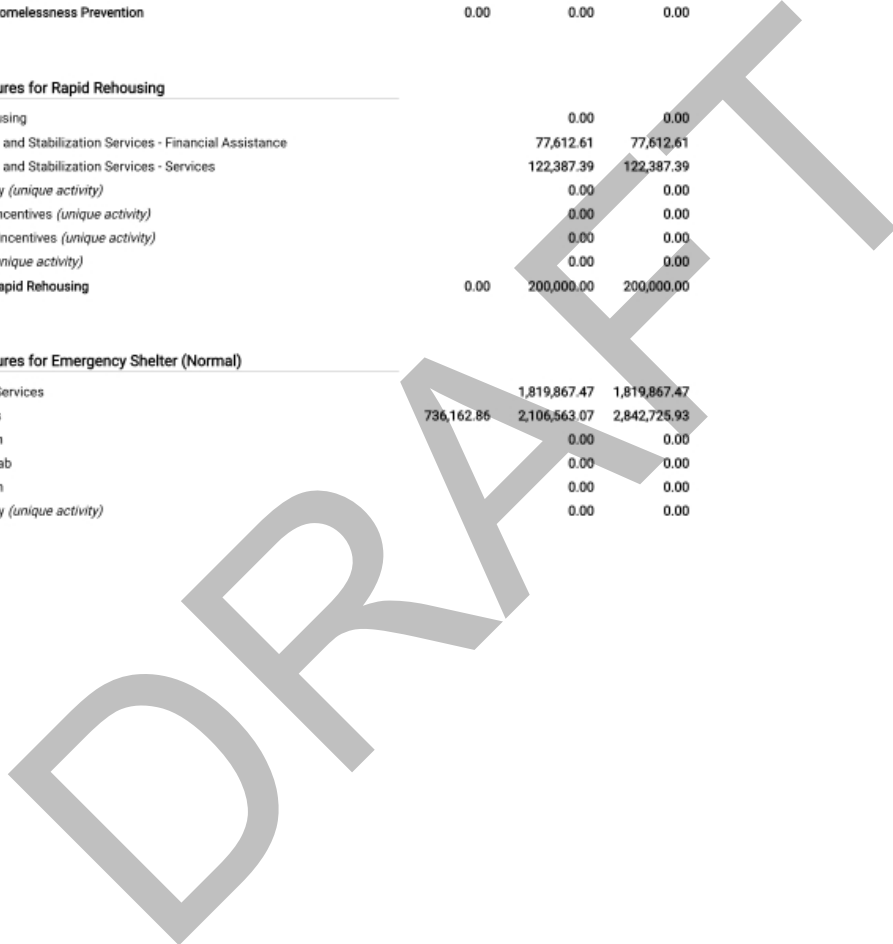 omelessness Prevention 0.00 0.00 0.00
ures for Rapid Rehousing
using 0.00 0.00
and Stabilization Services - Financial Assistance 77,612.61 77,612.61
and Stabilization Services - Services 122,387.39 122,387.39
y (unique activity) 0.00 0.00
ncentives (unique activity) 0.00 0.00
incentives (unique activity) 0.00 0.00
nique activity) 0.00 0.00
apid Rehousing 0.00 200,000.00 200,000.00
ures for Emergency Shelter (Normal)
Services 1,819,867.47 1,819,867.47
s 736,162.86 2,106,563.07 2,842,725.93
n 0.00 0.00
ab 0.00 0.00
n 0.00 0.00
y (unique activity) 0.00 0.00
DRAFT